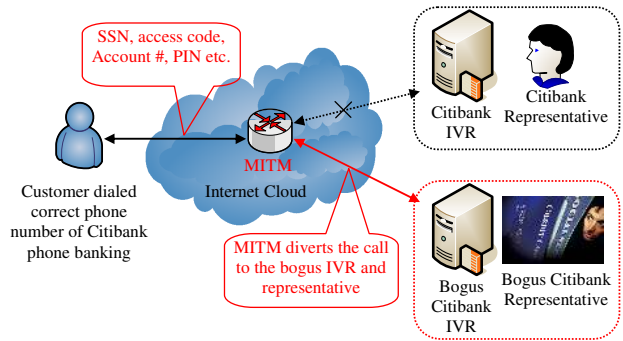 SSN, access code,
Account #, PIN etc.
Citibank
IVR
Citibank
Representative
MITM
Internet Cloud
Customer dialed
correct phone
number of Citibank
phone banking
MITM diverts the call
to the bogus IVR and
representative
Bogus
Citibank
IVR
Bogus Citibank
Representative